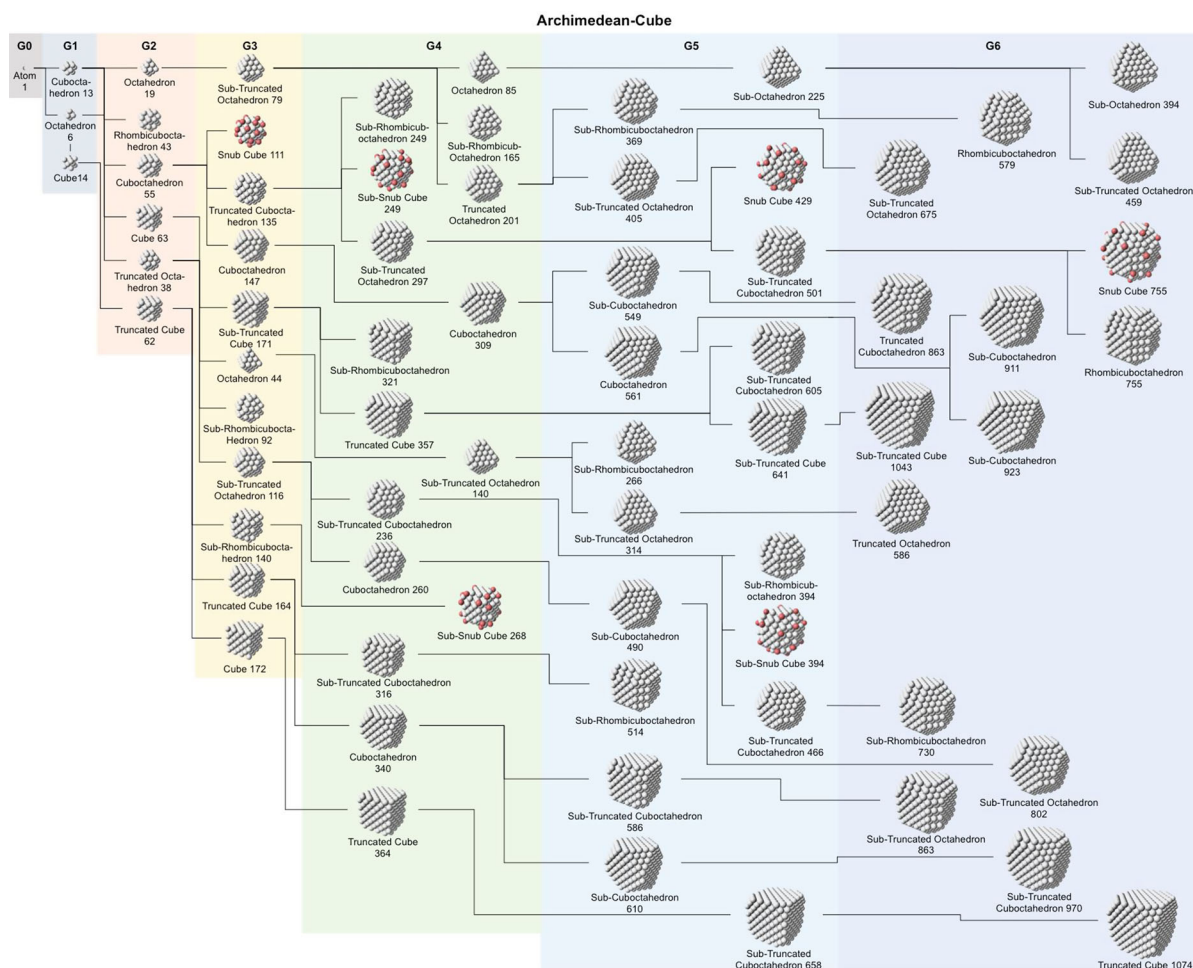 Archimedean-Cube
G0
G1
G2
G3
G4
G5
G6
Atom
1
Cubocta-
hedron 13
Octahedron
6
Cube14
Octahedron
19
Rhombicubocta-
hedron 43
Cuboctahedron
55
Cube 63
Truncated Octa-
hedron 38
Truncated Cube
62
Sub-Truncated
Octahedron 79
Snub Cube 111
Truncated Cubocta-
hedron 135
Cuboctahedron
147
Sub-Truncated
Cube 171
Octahedron 44
Sub-Rhombicubocta-
Hedron 92
Sub-Truncated
Octahedron 116
Sub-Rhombicubocta-
hedron 140
Truncated Cube 164
Cube 172
Sub-Rhombicub-
octahedron 249
Sub-Snub Cube
249
Sub-Truncated
Octahedron 297
Sub-Rhombicuboctahedron
321
Truncated Cube 357
Sub-Truncated Cuboctahedron
236
Cuboctahedron 260
Sub-Truncated Cuboctahedron
316
Cuboctahedron
340
Truncated Cube
364
Octahedron 85
Sub-Rhombicub-
Octahedron 165
Truncated
Octahedron 201
Cuboctahedron
309
Sub-Truncated Octahedron
140
Sub-Snub Cube 268
Sub-Rhombicuboctahedron
369
Sub-Truncated Octahedron
405
Sub-Cuboctahedron
549
Cuboctahedron
561
Sub-Rhombicuboctahedron
266
Sub-Truncated Octahedron
314
Sub-Cuboctahedron
490
Sub-Rhombicuboctahedron
514
Sub-Truncated Cuboctahedron
586
Sub-Cuboctahedron
610
Sub-Octahedron 225
Snub Cube 429
Sub-Truncated
Cuboctahedron 501
Sub-Truncated
Cuboctahedron 605
Sub-Truncated Cube
641
Sub-Rhombicub-
octahedron 394
Sub-Snub Cube 394
Sub-Truncated
Cuboctahedron 466
Sub-Truncated
Cuboctahedron 658
Sub-Truncated
Octahedron 675
Truncated
Cuboctahedron 863
Sub-Truncated Cube
1043
Truncated Octahedron
586
Sub-Rhombicuboctahedron
730
Sub-Truncated Octahedron
863
Rhombicuboctahedron
579
Sub-Cuboctahedron
911
Sub-Cuboctahedron
923
Sub-Truncated Octahedron
802
Sub-Truncated
Cuboctahedron 970
Sub-Octahedron 394
Sub-Truncated Octahedron
459
Snub Cube 755
Rhombicuboctahedron
755
Truncated Cube 1074